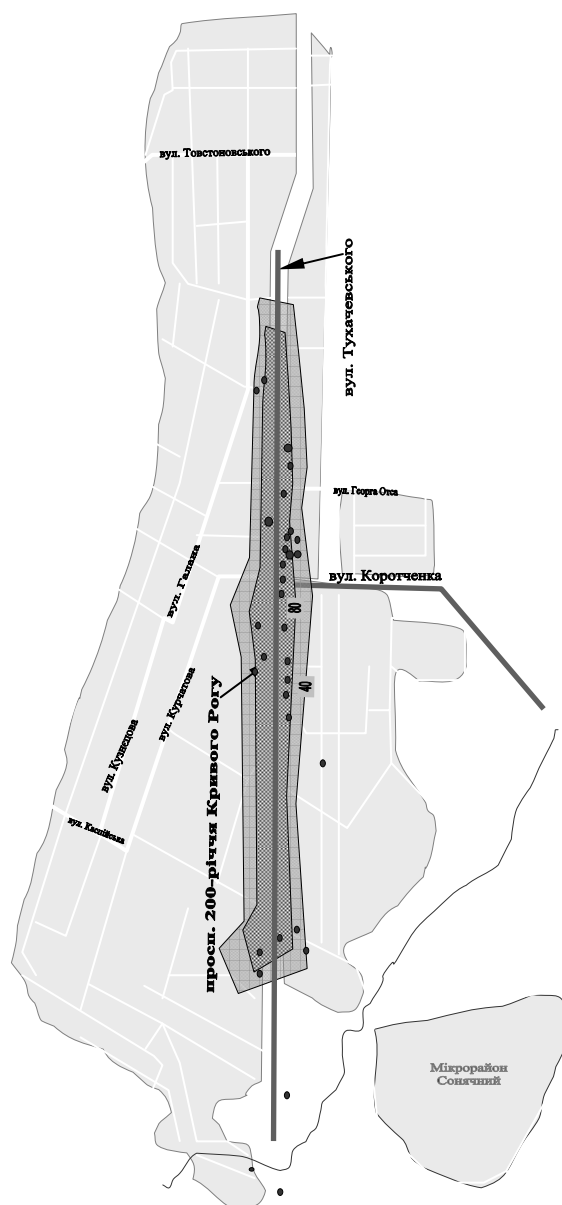 вул. Товстоновського
вул. Тухачевського
вул. Георга Отса
вул. Коротченка
вул. Галана
80
40
вул. Курчатова
вул. Кузнецова
просп. 200-річчя Кривого Рогу
вул. Каспійська
Мікрорайон
Сонячний